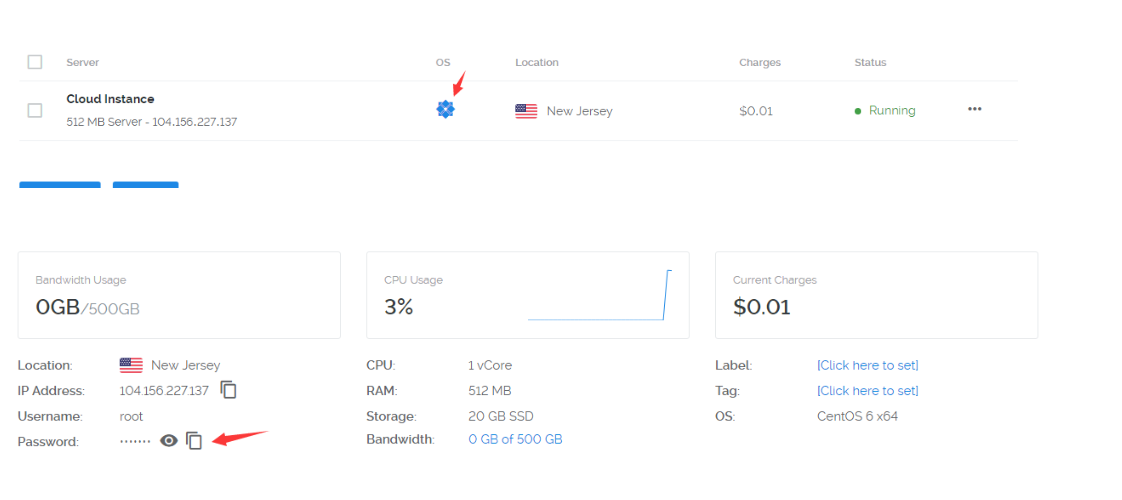 Server OS Location Charges Status
Cloud Instance
512 MB Server - 104.156.227.137 New Jersey $0.01 Running
Bandwidth Usage
0GB/500GB
CPU Usage
3%
Current Charges
$0.01
Location: New Jersey
IP Address: 104.156.227.137
Username: root
Password: ·······
CPU: 1 vCore
RAM: 512 MB
Storage: 20 GB SSD
Bandwidth: 0 GB of 500 GB
Label: [Click here to set]
Tag: [Click here to set]
OS: CentOS 6 x64